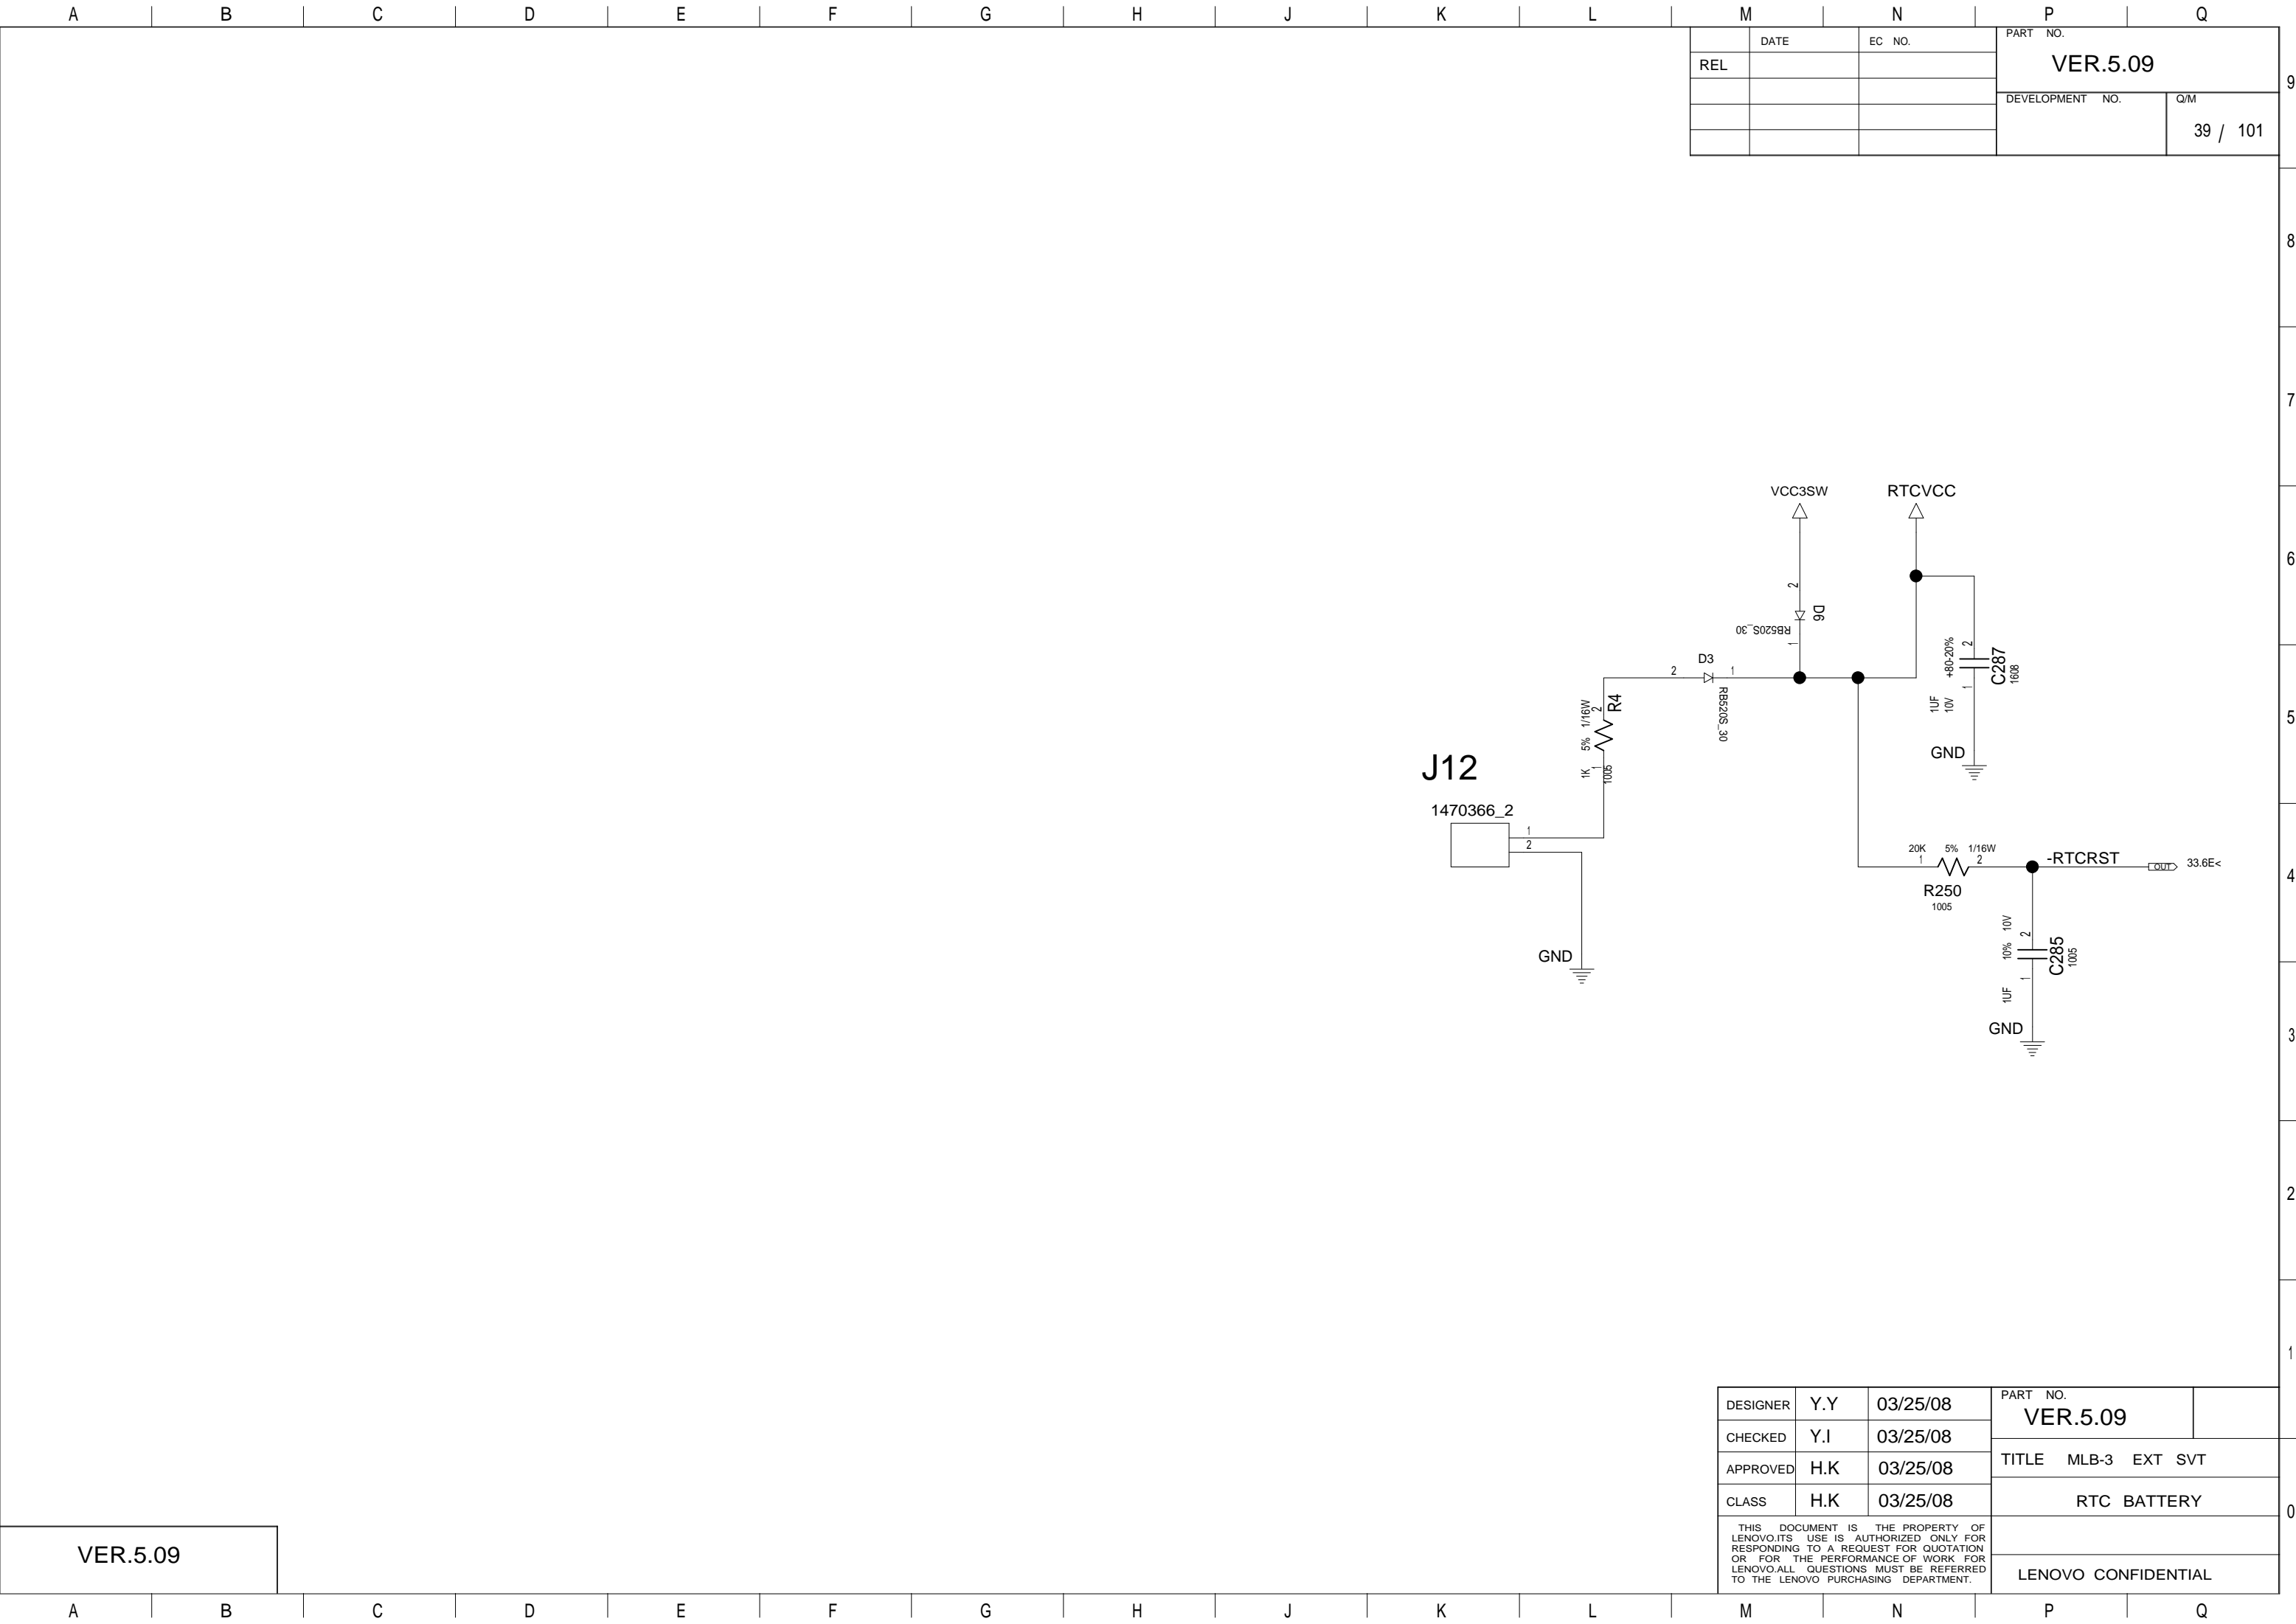 A B C D E F G H J K L M N P Q
DATE EC NO.
REL
PART NO.
VER.5.09
DEVELOPMENT NO. Q/M
39 / 101
9
8
7
6
5
4
3
2
1
0
VCC3SW RTCVCC
2
D6
RB520S_30
1
D3
2 1
RB520S_30
+80-20% 2
C287
1608
1
1UF
10V
GND
1/16W 2
R4
5%
1K 1
1005
J12
1470366_2
1
2
GND
20K 5% 1/16W
1 2
R250
1005
-RTCRST
OUT 33.6E<
10V 2
10%
C285
1005
1
1UF
GND
DESIGNER Y.Y 03/25/08
CHECKED Y.I 03/25/08
APPROVED H.K 03/25/08
CLASS H.K 03/25/08
THIS DOCUMENT IS THE PROPERTY OF
LENOVO.ITS USE IS AUTHORIZED ONLY FOR
RESPONDING TO A REQUEST FOR QUOTATION
OR FOR THE PERFORMANCE OF WORK FOR
LENOVO.ALL QUESTIONS MUST BE REFERRED
TO THE LENOVO PURCHASING DEPARTMENT.
PART NO.
VER.5.09
TITLE MLB-3 EXT SVT
RTC BATTERY
LENOVO CONFIDENTIAL
VER.5.09
A B C D E F G H J K L M N P Q